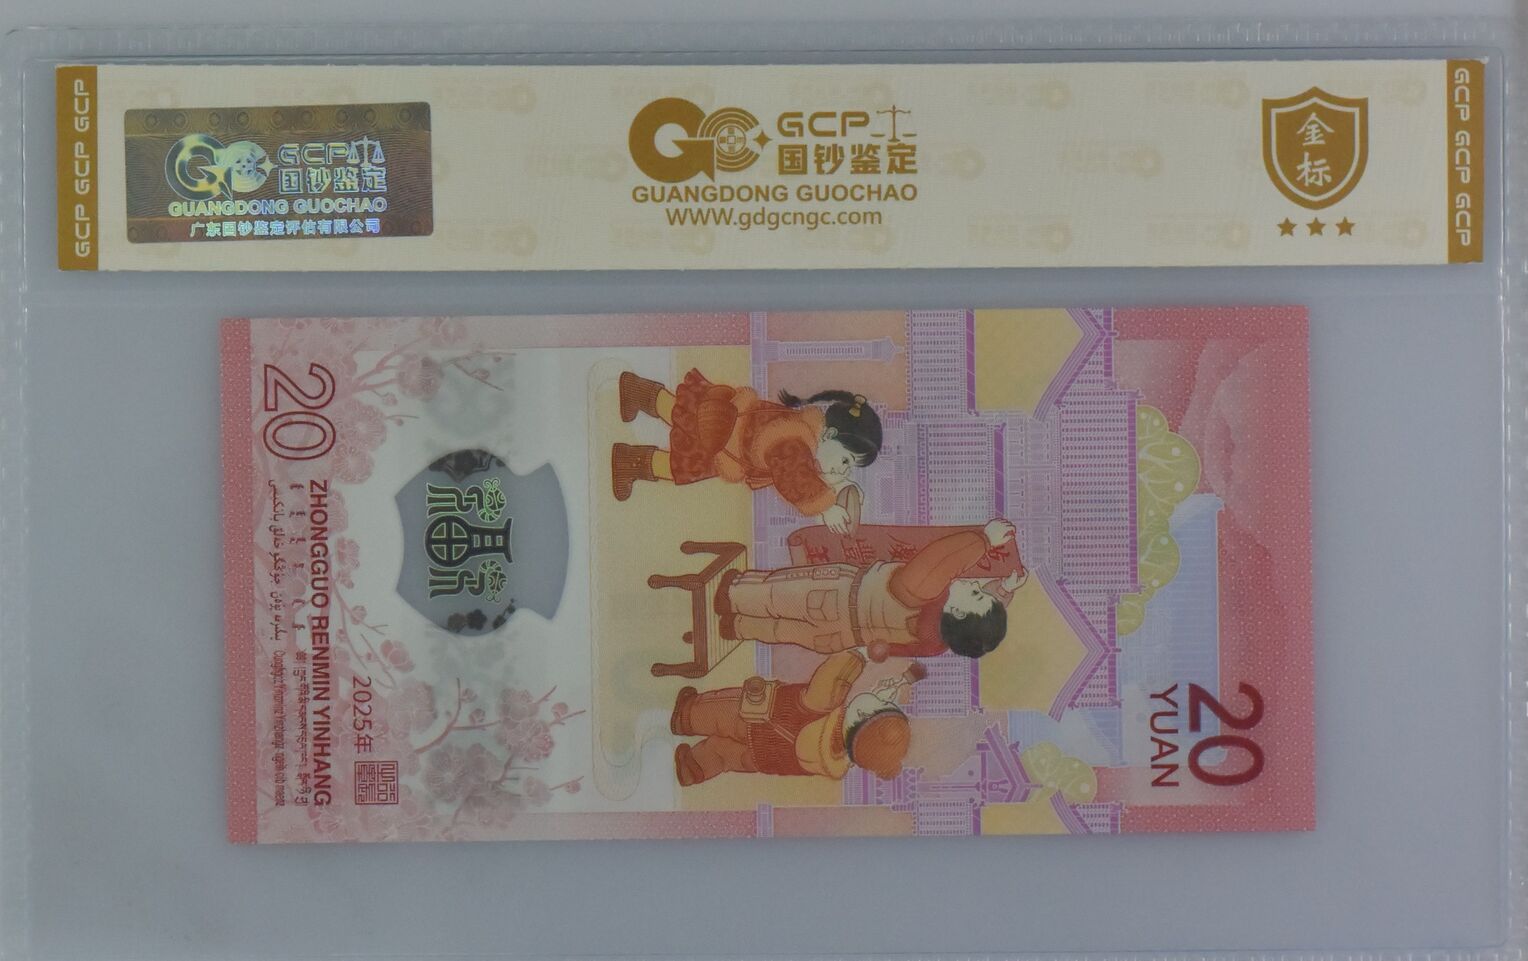 GCP GCP GCP
GCP
国钞鉴定
GUANGDONG GUOCHAO
广东国钞鉴定评估有限公司
GCP
国钞鉴定
GUANGDONG GUOCHAO
WWW.gdgcngc.com
金
标
GCP GCP GCP
20
ZHONGGUO RENMIN YINHANG
2025年
20
YUAN